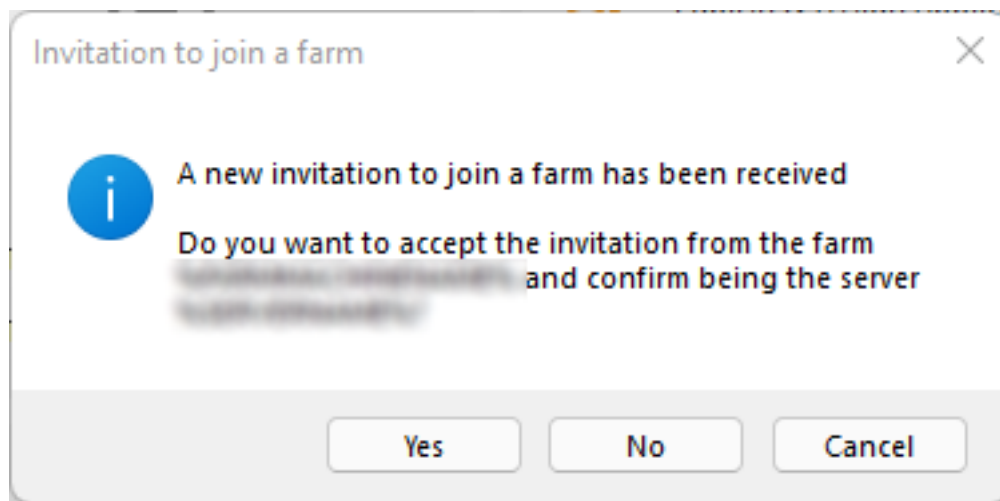 Invitation to join a farm
A new invitation to join a farm has been received
Do you want to accept the invitation from the farm
and confirm being the server
Yes
No
Cancel